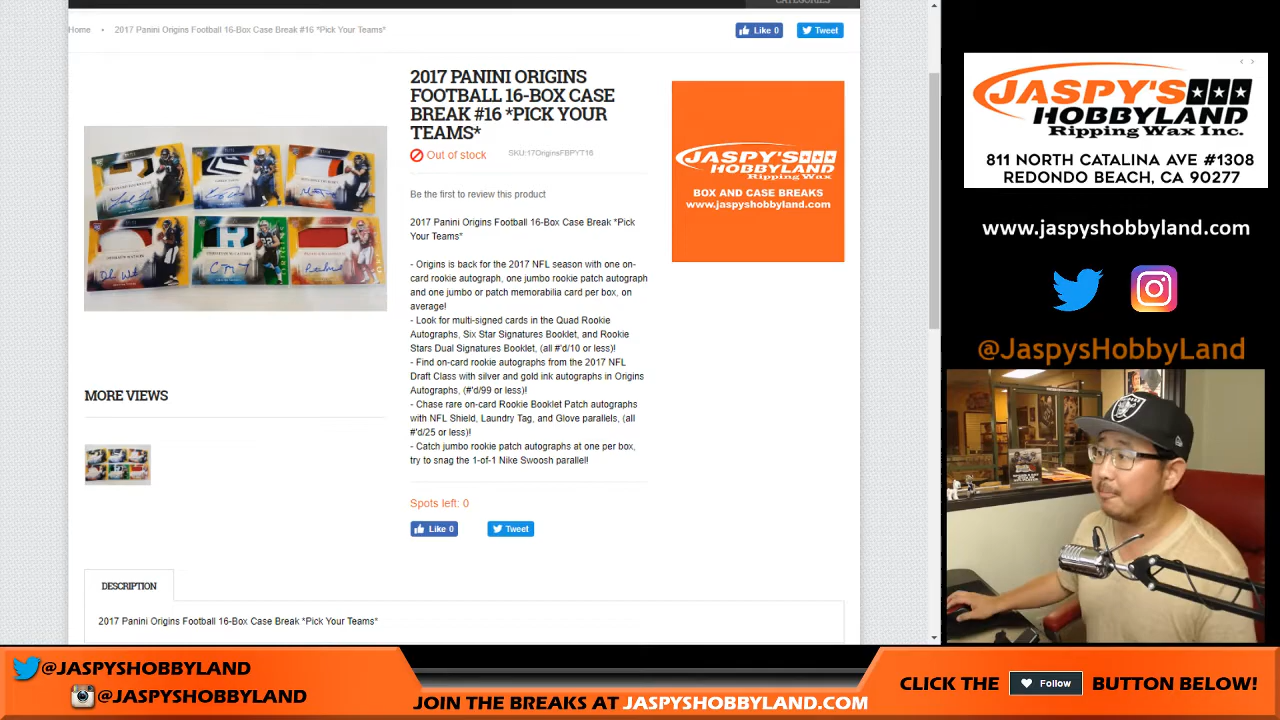 CATEGORIES
Home • 2017 Panini Origins Football 16-Box Case Break #16 *Pick Your Teams*
Like 0
Tweet
2017 PANINI ORIGINS
FOOTBALL 16-BOX CASE
BREAK #16 *PICK YOUR
TEAMS*
Out of stock
SKU:17OriginsFBPYT16
Be the first to review this product
2017 Panini Origins Football 16-Box Case Break *Pick
Your Teams*
- Origins is back for the 2017 NFL season with one on-
card rookie autograph, one jumbo rookie patch autograph
and one jumbo or patch memorabilia card per box, on
average!
- Look for multi-signed cards in the Quad Rookie
Autographs, Six Star Signatures Booklet, and Rookie
Stars Dual Signatures Booklet, (all #'d/10 or less)!
- Find on-card rookie autographs from the 2017 NFL
Draft Class with silver and gold ink autographs in Origins
Autographs, (#'d/99 or less)!
- Chase rare on-card Rookie Booklet Patch autographs
with NFL Shield, Laundry Tag, and Glove parallels, (all
#'d/25 or less)!
- Catch jumbo rookie patch autographs at one per box,
try to snag the 1-of-1 Nike Swoosh parallel!
Spots left: 0
Like 0
Tweet
MORE VIEWS
DESCRIPTION
2017 Panini Origins Football 16-Box Case Break *Pick Your Teams*
JASPY'S
HOBBYLAND
Ripping Wax
BOX AND CASE BREAKS
www.jaspyshobbyland.com
JASPY'S
HOBBYLAND
Ripping Wax Inc.
811 NORTH CATALINA AVE #1308
REDONDO BEACH, CA 90277
www.jaspyshobbyland.com
@JaspysHobbyLand
@JASPYSHOBBYLAND
@JASPYSHOBBYLAND
JOIN THE BREAKS AT JASPYSHOBBYLAND.COM
CLICK THE Follow BUTTON BELOW!